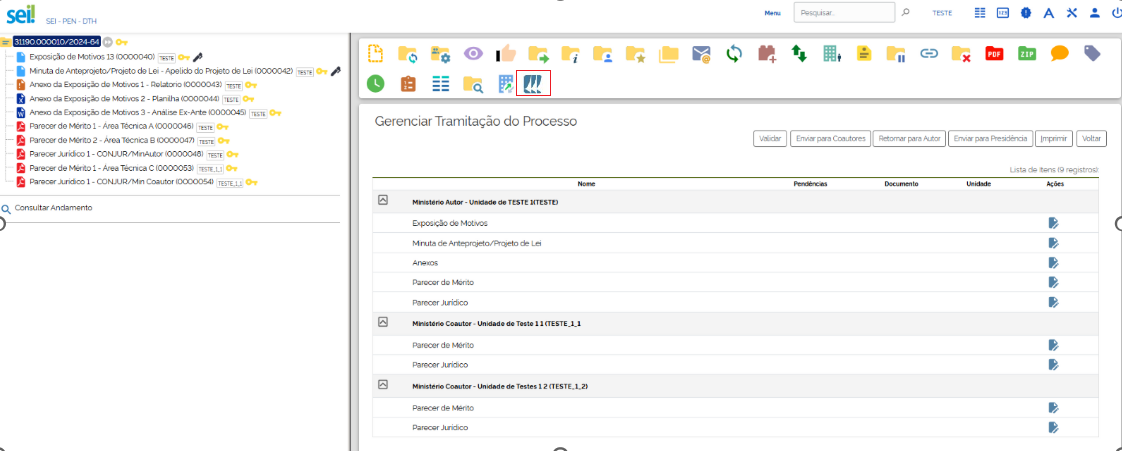 sei! SEI - PEN - DTH Menu Pesquisar... TESTE
31190.000010/2024-64
Exposição de Motivos 13 (0000040) TESTE
Minuta de Anteprojeto/Projeto de Lei - Apelido do Projeto de Lei (0000042) TESTE
Anexo da Exposição de Motivos 1 - Relatorio (0000043) TESTE
Anexo da Exposição de Motivos 2 - Planilha (0000044) TESTE
Anexo da Exposição de Motivos 3 - Análise Ex-Ante (0000045) TESTE
Parecer de Mérito 1 - Área Técnica A (0000046) TESTE
Parecer de Mérito 2 - Área Técnica B (0000047) TESTE
Parecer Jurídico 1 - CONJUR/MinAutor (0000048) TESTE
Parecer de Mérito 1 - Área Técnica C (0000053) TESTE_1_1
Parecer Jurídico 1 - CONJUR/Min Coautor (0000054) TESTE_1_1
Consultar Andamento
PDF ZIP
Gerenciar Tramitação do Processo
Validar Enviar para Coautores Retornar para Autor Enviar para Presidência Imprimir Voltar
Lista de Itens (9 registros):
Nome Pendências Documento Unidade Ações
Ministério Autor - Unidade de TESTE 1(TESTE)
Exposição de Motivos
Minuta de Anteprojeto/Projeto de Lei
Anexos
Parecer de Mérito
Parecer Jurídico
Ministério Coautor - Unidade de Teste 1 1 (TESTE_1_1
Parecer de Mérito
Parecer Jurídico
Ministério Coautor - Unidade de Testes 1 2 (TESTE_1_2)
Parecer de Mérito
Parecer Jurídico